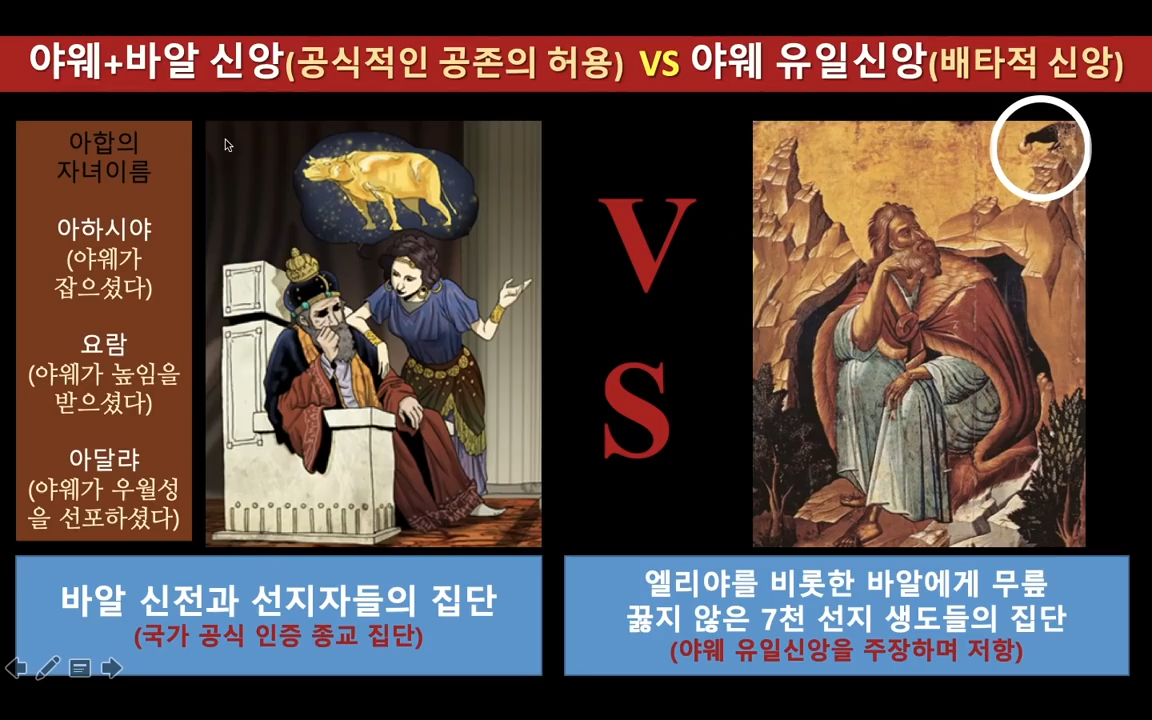 야웨+바알 신앙(공식적인 공존의 허용) VS 야웨 유일신앙(배타적 신앙)
아합의
자녀이름
아하시야
(야웨가
잡으셨다)
요람
(야웨가 높임을
받으셨다)
아달랴
(야웨가 우월성
을 선포하셨다)
V
S
바알 신전과 선지자들의 집단
(국가 공식 인증 종교 집단)
엘리야를 비롯한 바알에게 무릎
꿇지 않은 7천 선지 생도들의 집단
(야웨 유일신앙을 주장하며 저항)